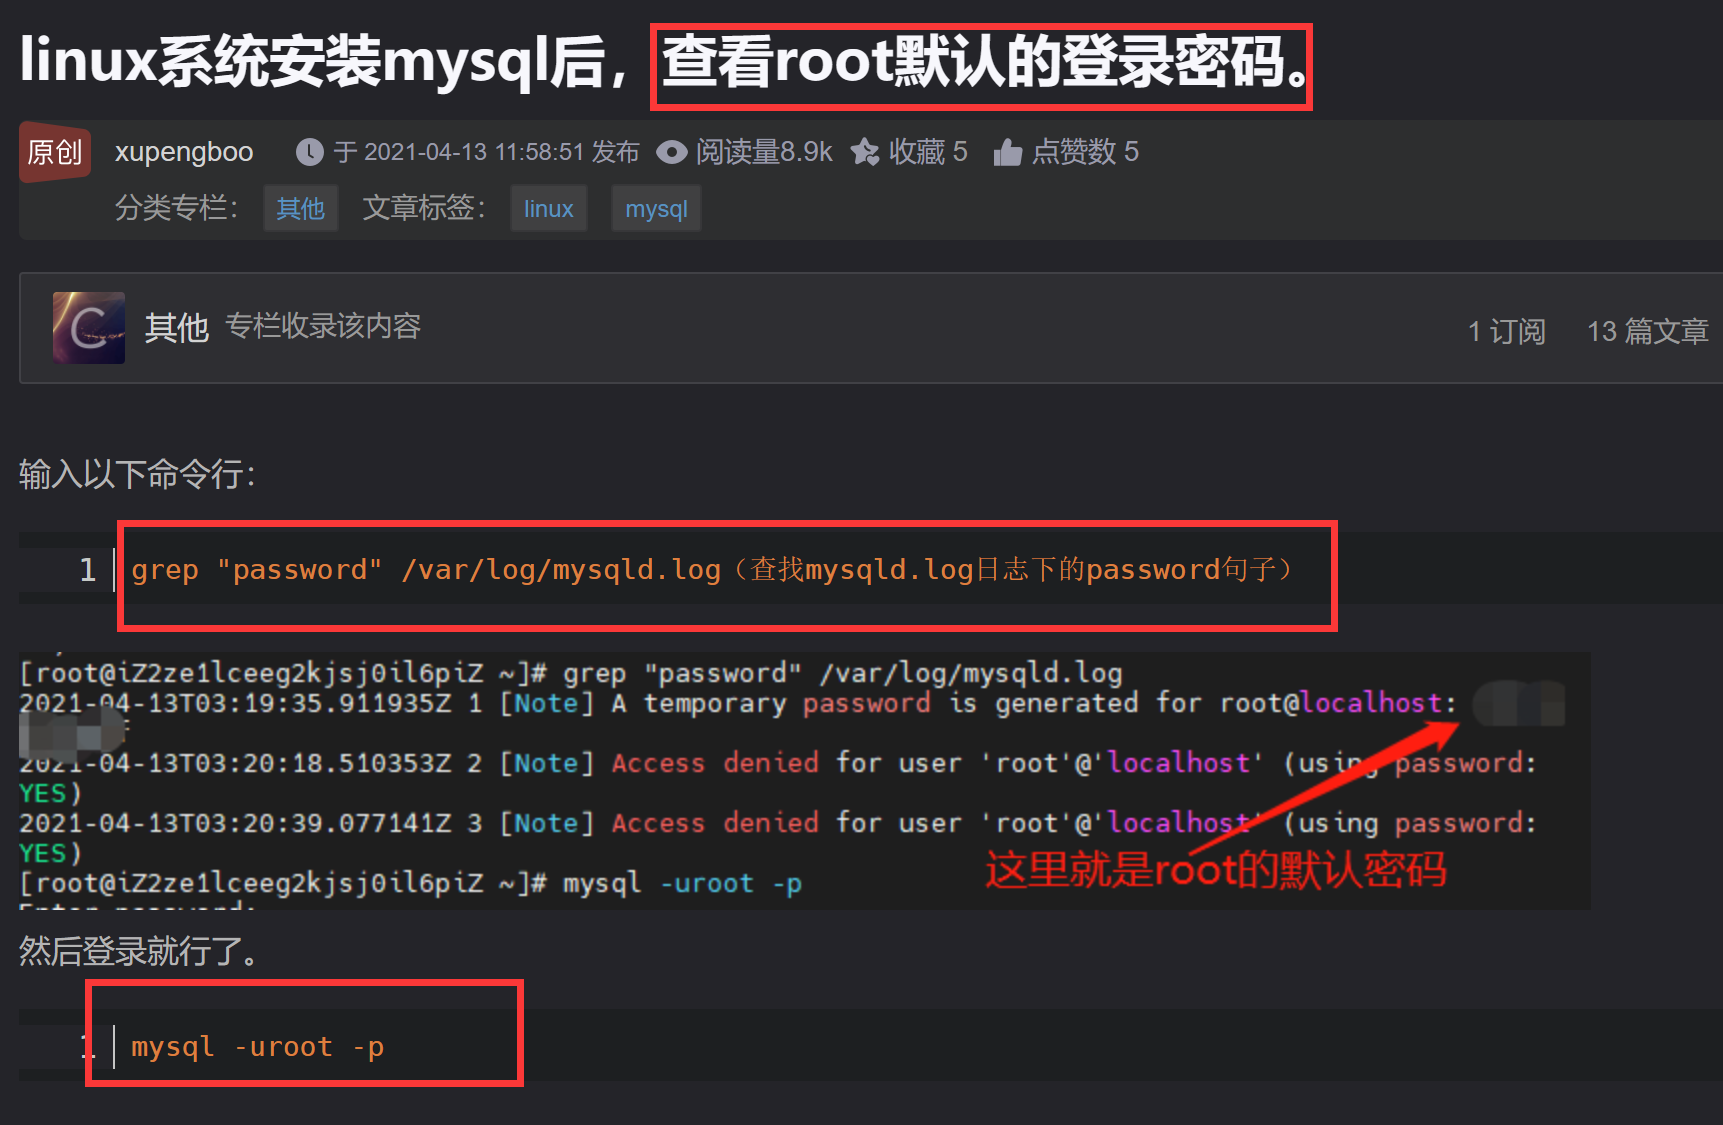 linux系统安装mysql后，查看root默认的登录密码。
原创 xupengboo 于 2021-04-13 11:58:51 发布 阅读量8.9k 收藏 5 点赞数 5
分类专栏： 其他 文章标签： linux mysql
C 其他 专栏收录该内容 1 订阅 13 篇文章
输入以下命令行：
1 grep "password" /var/log/mysqld.log（查找mysqld.log日志下的password句子）
[root@iZ2ze1lceeg2kjsj0il6piZ ~]# grep "password" /var/log/mysqld.log
2021-04-13T03:19:35.911935Z 1 [Note] A temporary password is generated for root@localhost:
2021-04-13T03:20:18.510353Z 2 [Note] Access denied for user 'root'@'localhost' (using password:
YES)
2021-04-13T03:20:39.077141Z 3 [Note] Access denied for user 'root'@'localhost' (using password:
YES)
这里就是root的默认密码
[root@iZ2ze1lceeg2kjsj0il6piZ ~]# mysql -uroot -p
Enter password:
然后登录就行了。
1 mysql -uroot -p